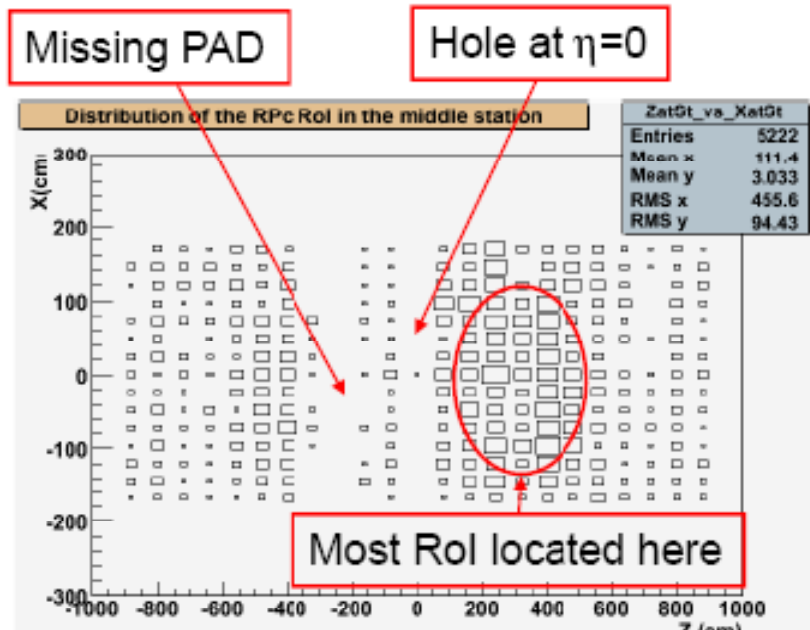 Missing PAD
Hole at η=0
Distribution of the RPc RoI in the middle station
ZatGt_vs_XatGt
Entries 5222
Mean x 111.4
Mean y 3.033
RMS x 455.6
RMS y 94.43
X(cm)
300
200
100
0
-100
-200
-300
Most RoI located here
-1000 -800 -600 -400 -200 0 200 400 600 800 1000
Z (cm)